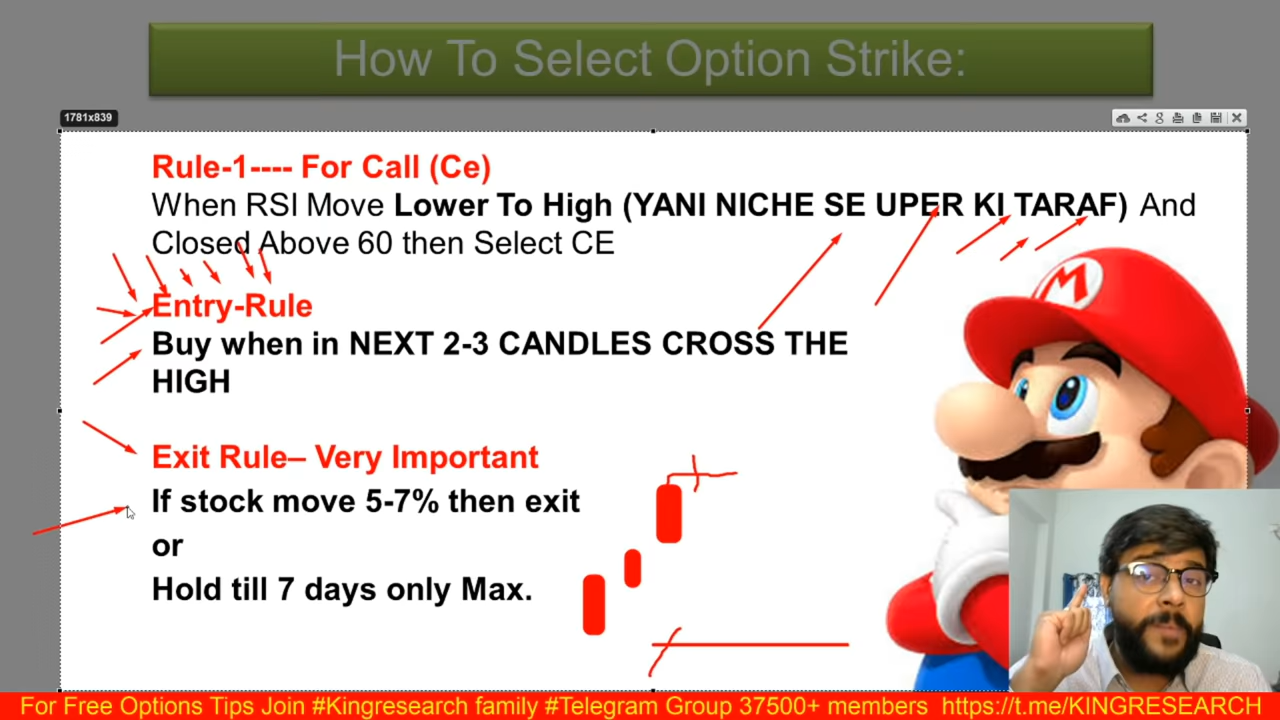 How To Select Option Strike:
1781x839
Rule-1---- For Call (Ce)
When RSI Move Lower To High (YANI NICHE SE UPER KI TARAF) And
Closed Above 60 then Select CE
Entry-Rule
Buy when in NEXT 2-3 CANDLES CROSS THE
HIGH
Exit Rule– Very Important
If stock move 5-7% then exit
or
Hold till 7 days only Max.
M
For Free Options Tips Join #Kingresearch family #Telegram Group 37500+ members https://t.me/KINGRESEARCH